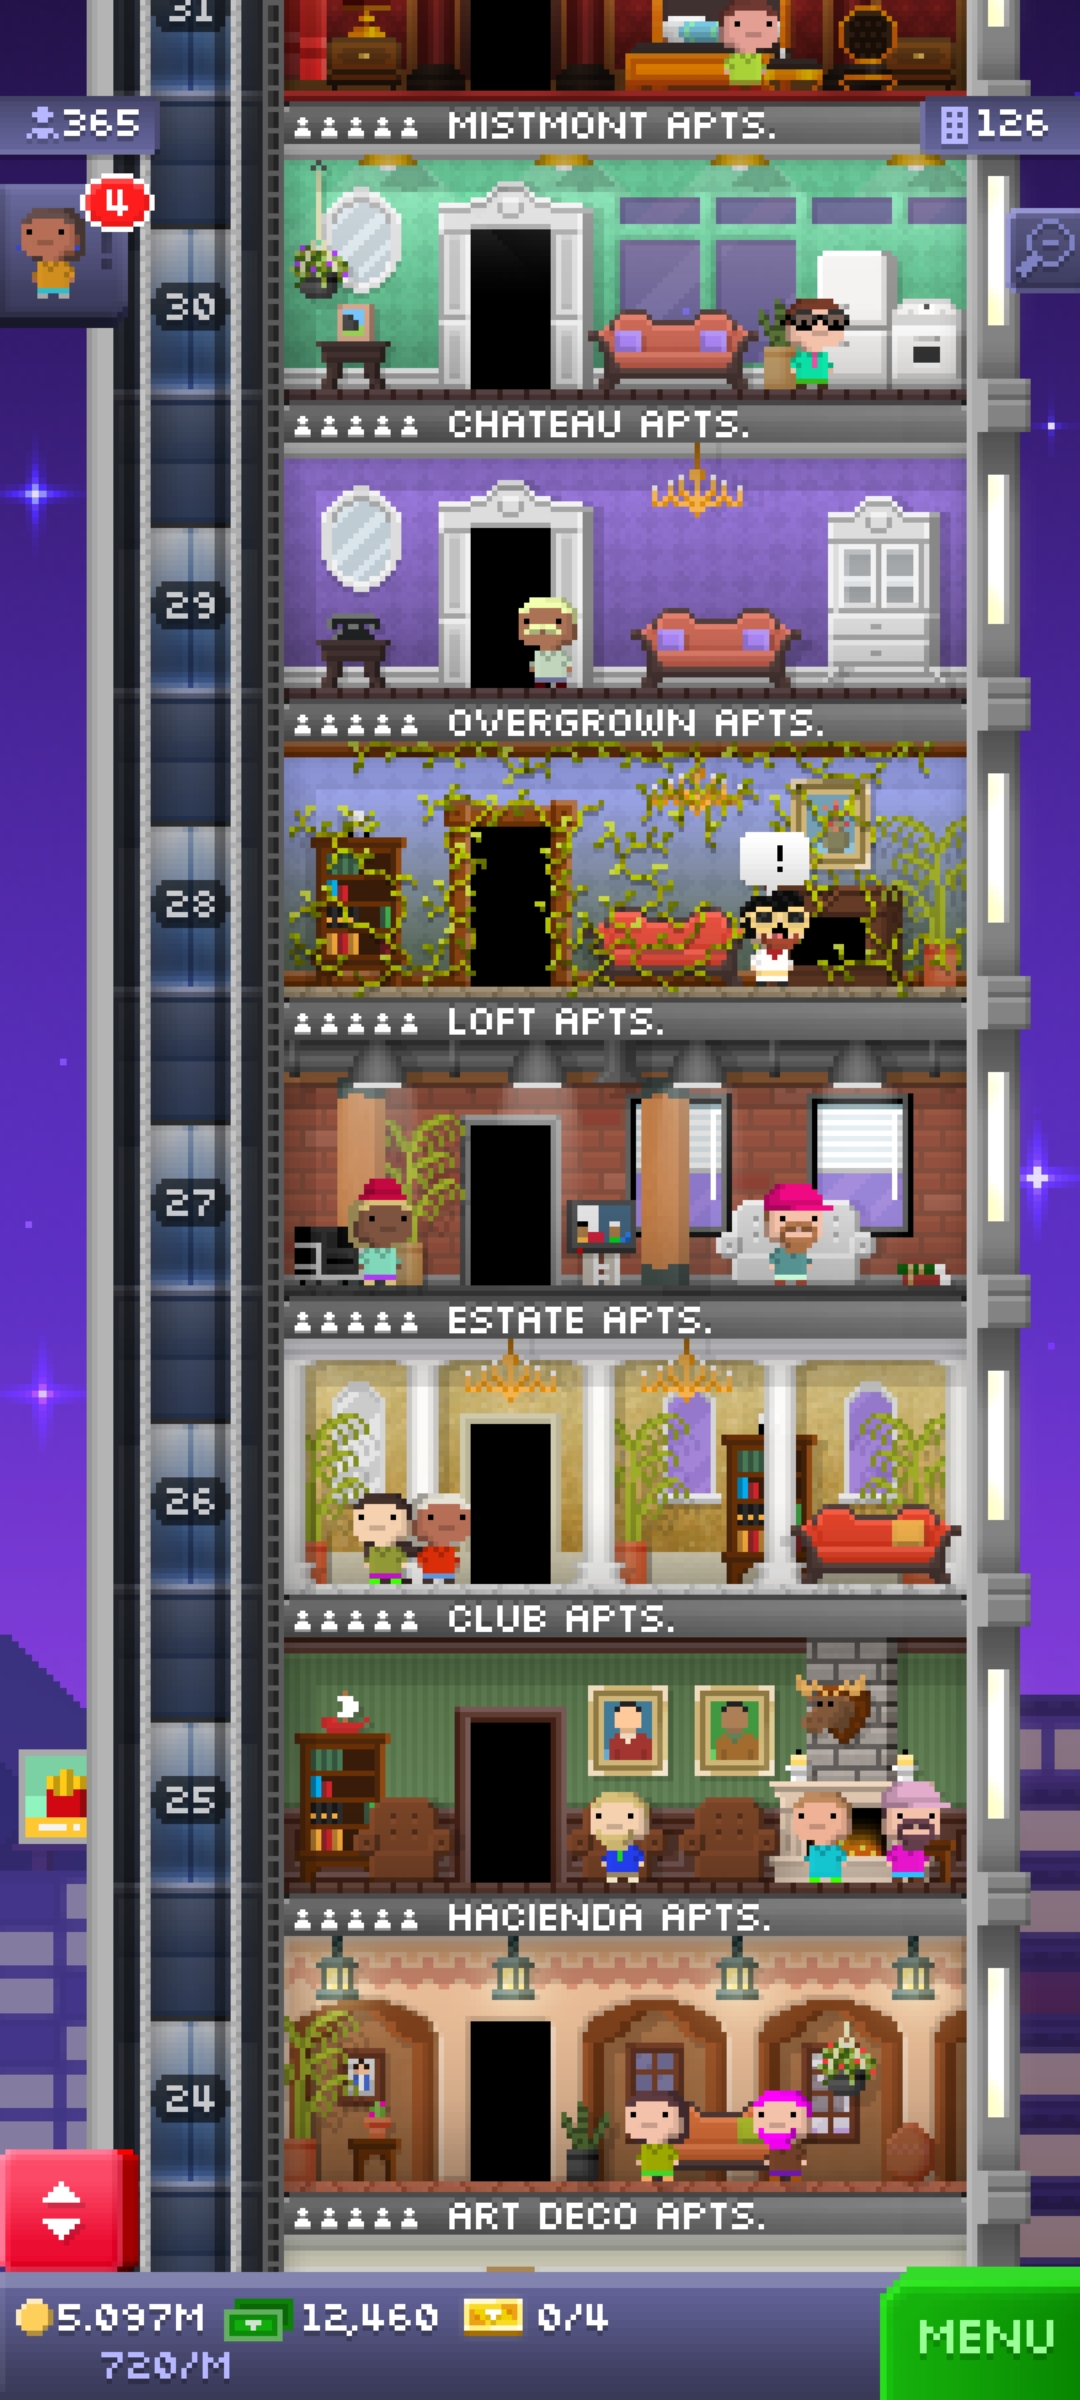 31
365
MISTMONT APTS.
126
4
30
CHATEAU APTS.
29
OVERGROWN APTS.
!
28
LOFT APTS.
27
ESTATE APTS.
26
CLUB APTS.
25
HACIENDA APTS.
24
ART DECO APTS.
5.097M 12,460 0/4
720/M
MENU